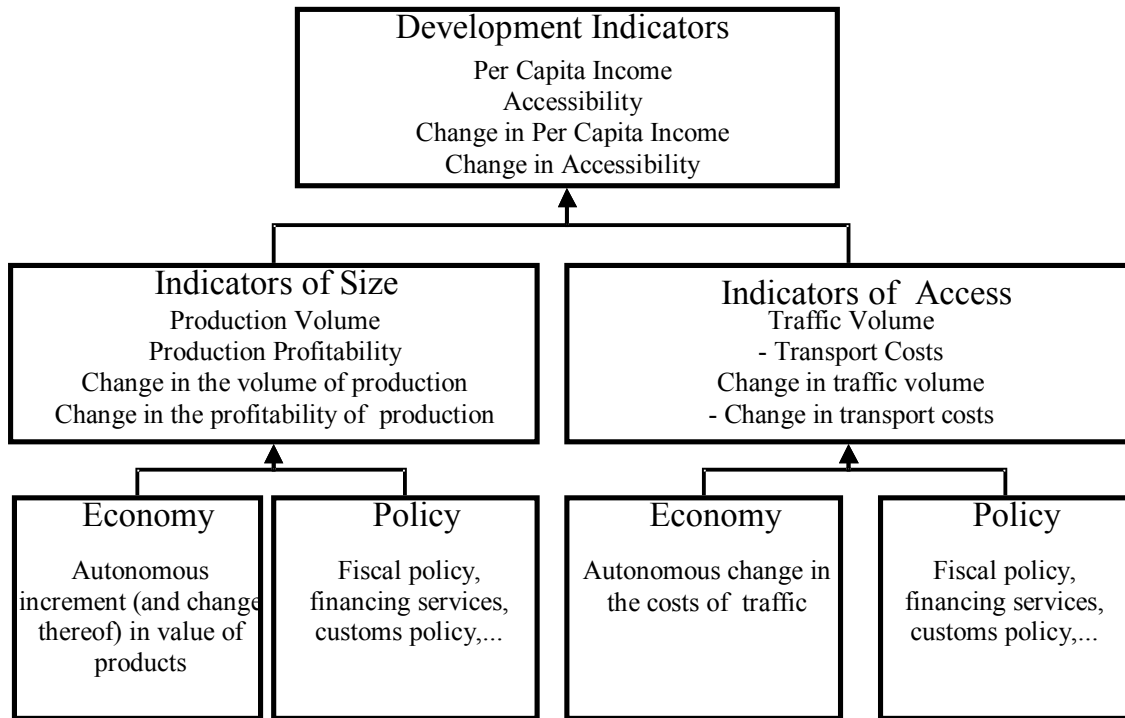 Development Indicators
Per Capita Income
Accessibility
Change in Per Capita Income
Change in Accessibility
Indicators of Size
Production Volume
Production Profitability
Change in the volume of production
Change in the profitability of production
Indicators of Access
Traffic Volume
- Transport Costs
Change in traffic volume
- Change in transport costs
Economy
Autonomous
increment (and change
thereof) in value of
products
Policy
Fiscal policy,
financing services,
customs policy,...
Economy
Autonomous change in
the costs of traffic
Policy
Fiscal policy,
financing services,
customs policy,...